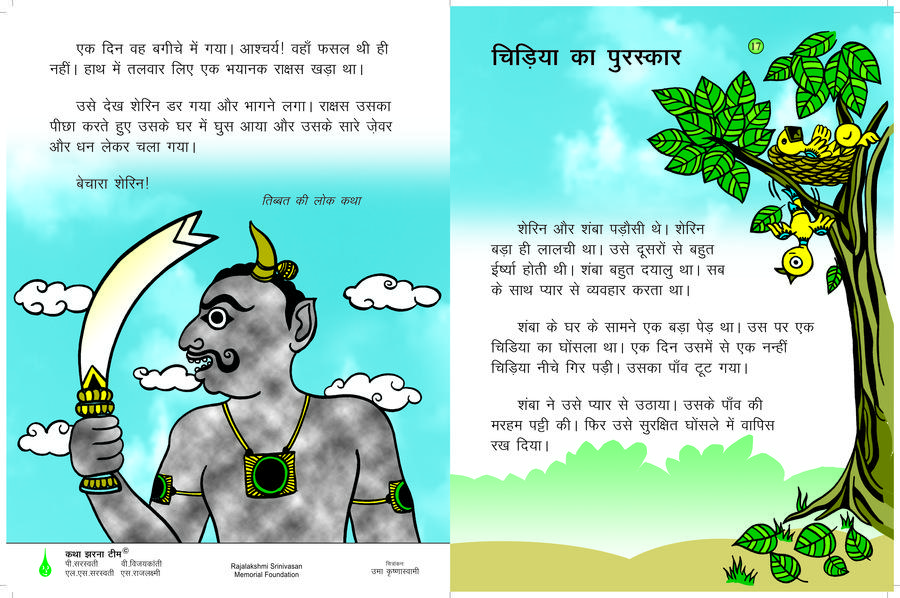 एक दिन वह बगीचे में गया। आश्चर्य! वहाँ फसल थी ही
नहीं। हाथ में तलवार लिए एक भयानक राक्षस खड़ा था।
उसे देख शेरिन डर गया और भागने लगा। राक्षस उसका
पीछा करते हुए उसके घर में घुस आया और उसके सारे ज़ेवर
और धन लेकर चला गया।
बेचारा शेरिन!
तिब्बत की लोक कथा
कथा झरना टीम©
पी.सरस्वती वी.विजयकांती
एल.एस.सरस्वती एस.राजलक्ष्मी
Rajalakshmi Srinivasan
Memorial Foundation
चित्रांकन
उमा कृष्णास्वामी
चिड़िया का पुरस्कार
17
शेरिन और शंबा पड़ौसी थे। शेरिन
बड़ा ही लालची था। उसे दूसरों से बहुत
ईर्ष्या होती थी। शंबा बहुत दयालु था। सब
के साथ प्यार से व्यवहार करता था।
शंबा के घर के सामने एक बड़ा पेड़ था। उस पर एक
चिडिया का घोंसला था। एक दिन उसमें से एक नन्हीं
चिड़िया नीचे गिर पड़ी। उसका पाँव टूट गया।
शंबा ने उसे प्यार से उठाया। उसके पाँव की
मरहम पट्टी की। फिर उसे सुरक्षित घोंसले में वापिस
रख दिया।